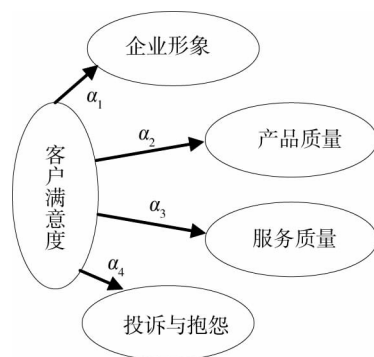 企业形象
α1
α2
产品质量
客户满意度
α3
服务质量
α4
投诉与抱怨